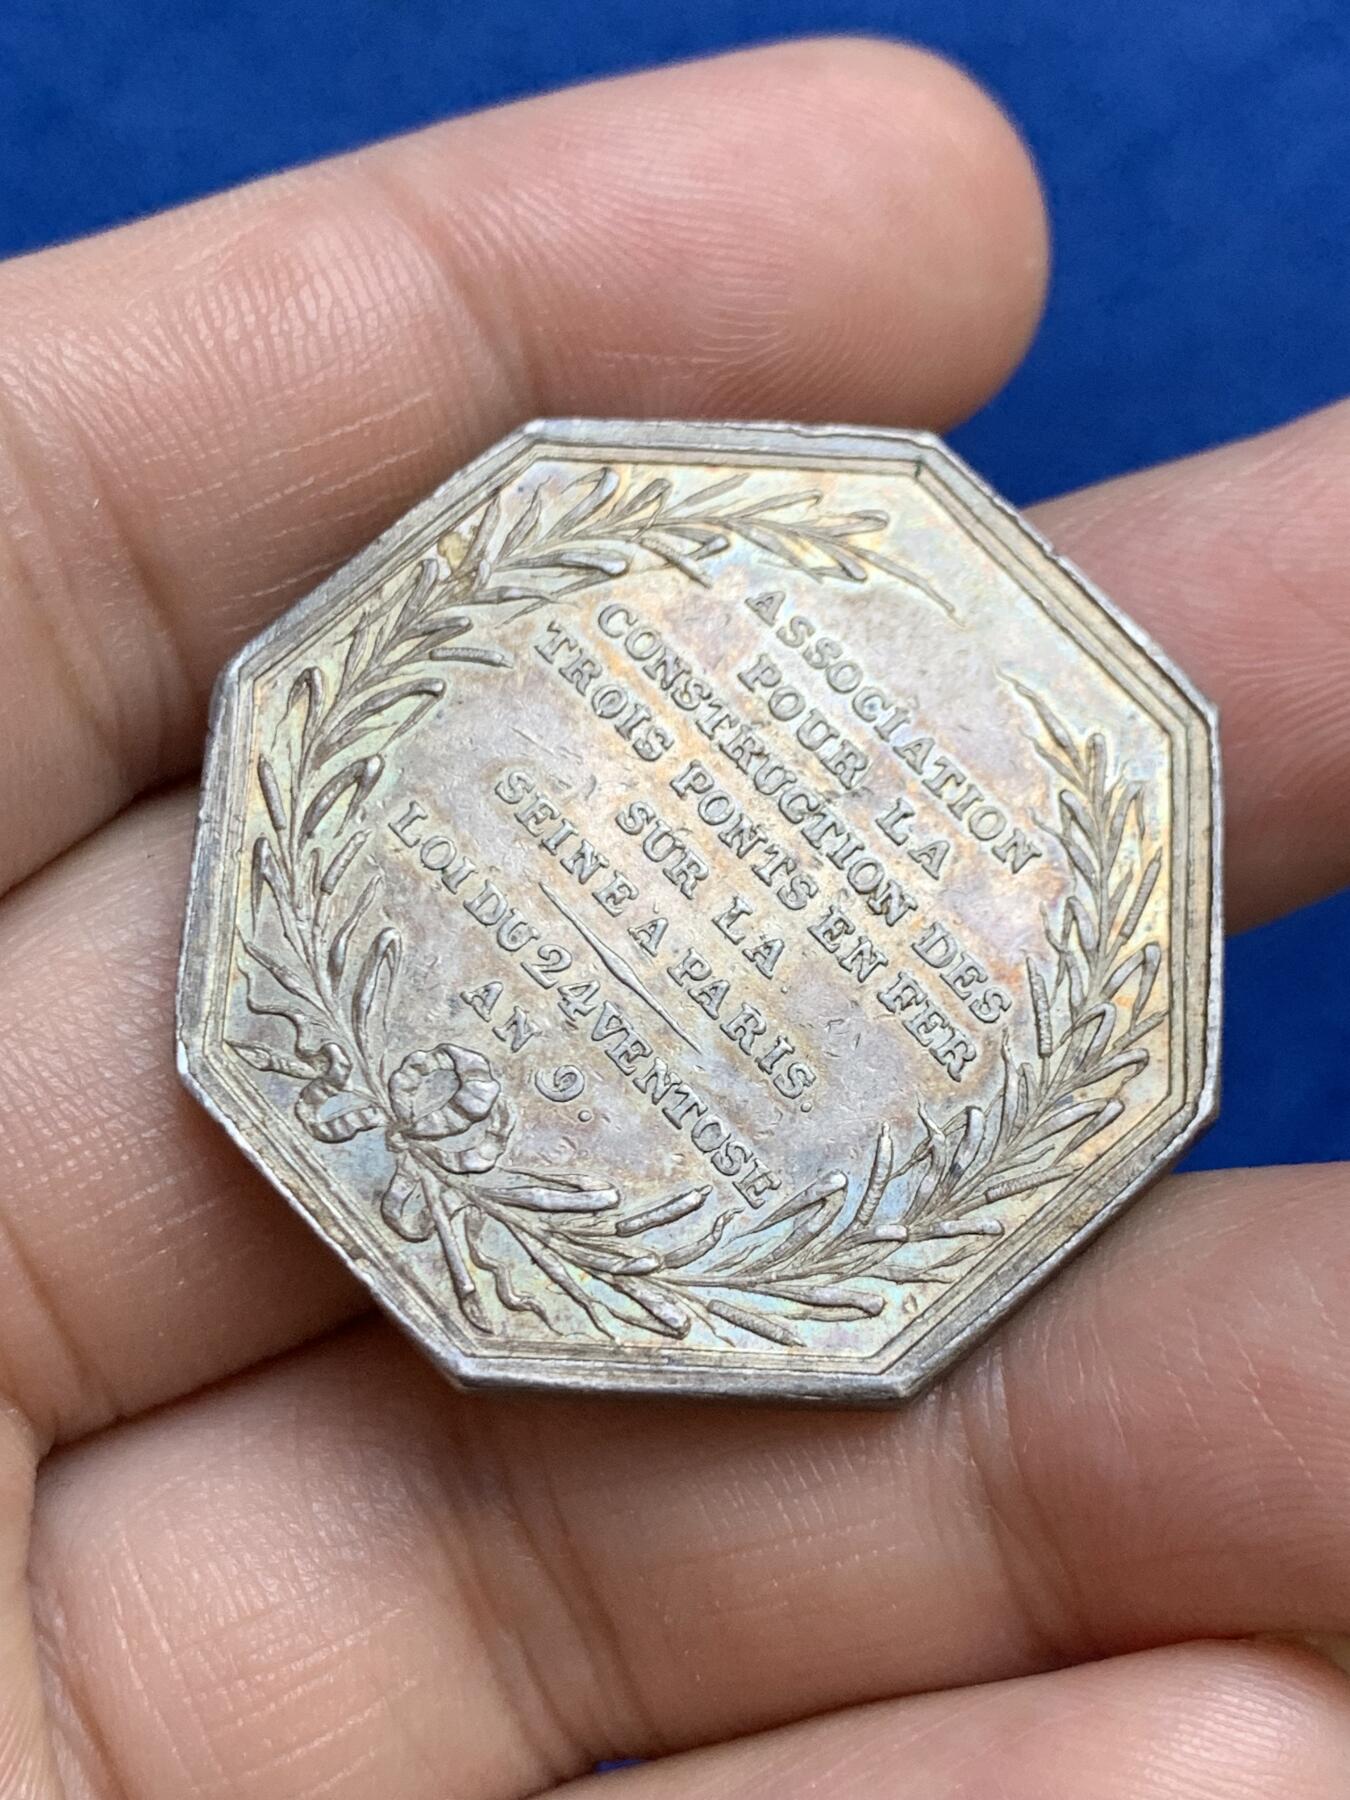 ASSOCIATION
POUR LA
CONSTRUCTION DES
TROIS PONTS EN FER
SUR LA
SEINE A PARIS.
LOI DU 24 VENTOSE
AN 9.